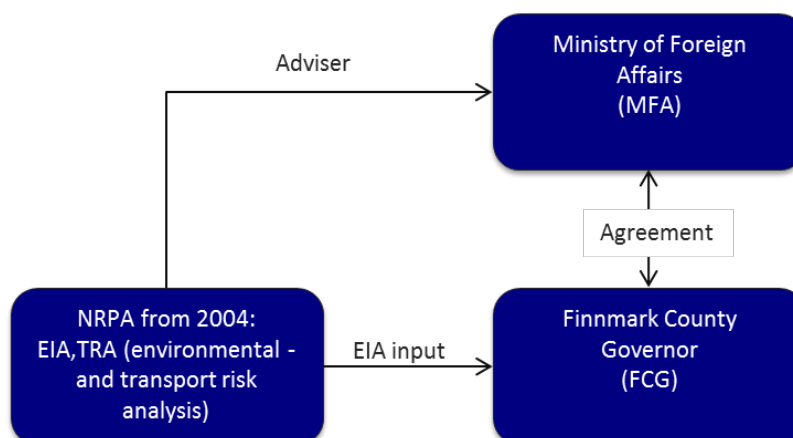 Adviser
Ministry of Foreign
Affairs
(MFA)
Agreement
NRPA from 2004:
EIA,TRA (environmental -
and transport risk
analysis)
EIA input
Finnmark County
Governor
(FCG)